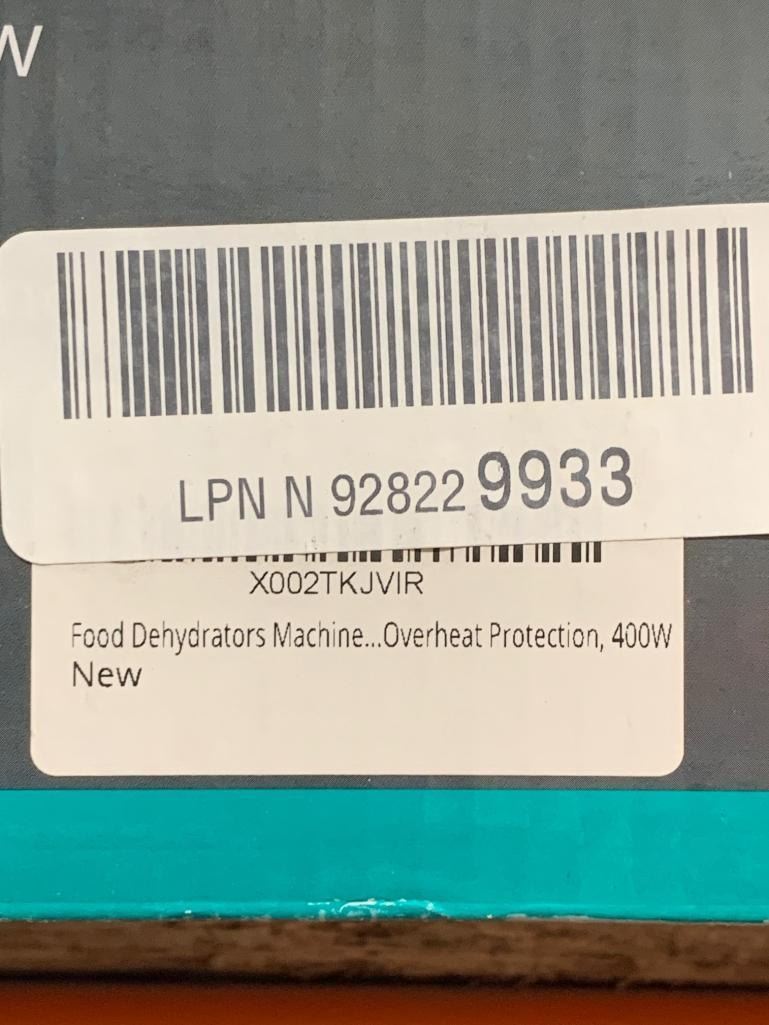 W
LPN N 92822 9933
X002TKJVIR
Food Dehydrators Machine...Overheat Protection, 400W
New